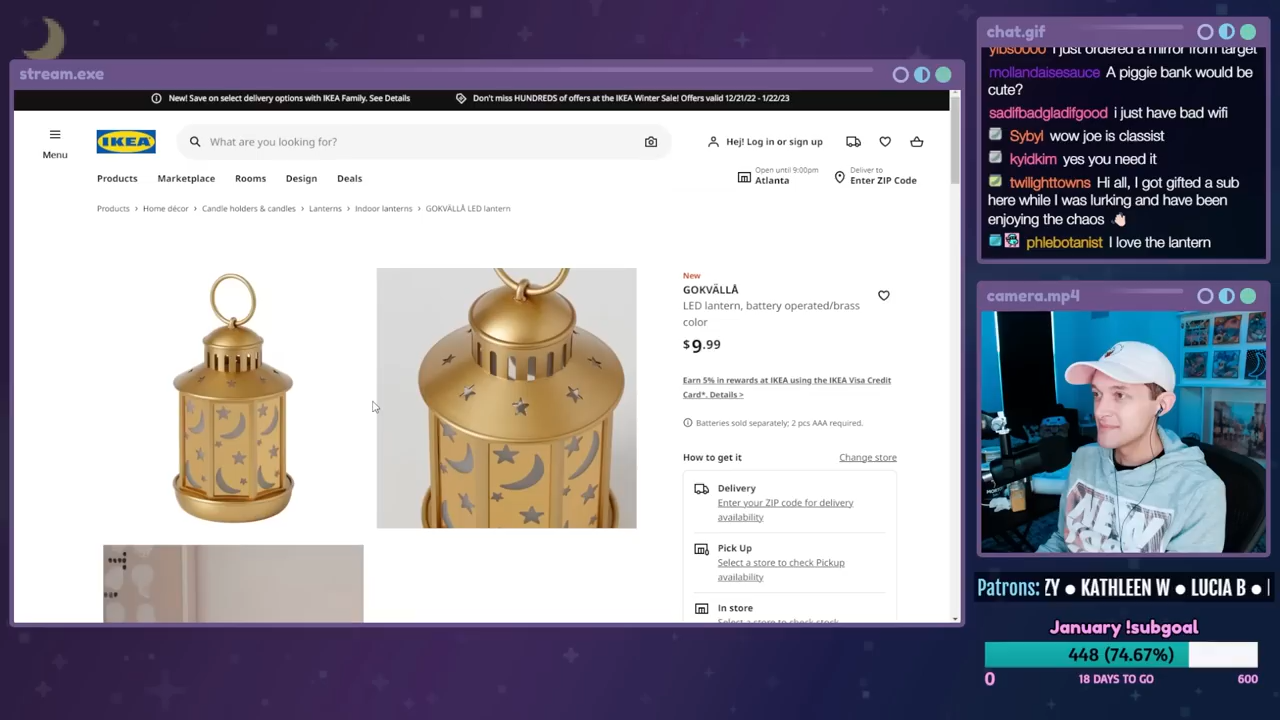 stream.exe
New! Save on select delivery options with IKEA Family. See Details
Don't miss HUNDREDS of offers at the IKEA Winter Sale! Offers valid 12/21/22 - 1/22/23
Menu
IKEA
What are you looking for?
Hej! Log in or sign up
Products
Marketplace
Rooms
Design
Deals
Open until 9:00pm
Atlanta
Deliver to
Enter ZIP Code
Products › Home décor › Candle holders & candles › Lanterns › Indoor lanterns › GOKVÄLLÅ LED lantern
New
GOKVÄLLÅ
LED lantern, battery operated/brass
color
$9.99
Earn 5% in rewards at IKEA using the IKEA Visa Credit
Card*. Details >
Batteries sold separately; 2 pcs AAA required.
How to get it
Change store
Delivery
Enter your ZIP code for delivery
availability
Pick Up
Select a store to check Pickup
availability
In store
Select a store to check stock
chat.gif
yibs0000 I just ordered a mirror from target
mollandaisesauce A piggie bank would be
cute?
sadifbadgladifgood i just have bad wifi
Sybyl wow joe is classist
kyidkim yes you need it
twilighttowns Hi all, I got gifted a sub
here while I was lurking and have been
enjoying the chaos
phlebotanist I love the lantern
camera.mp4
Patrons: ZY ● KATHLEEN W ● LUCIA B ●
January !subgoal
448 (74.67%)
0
18 DAYS TO GO
600